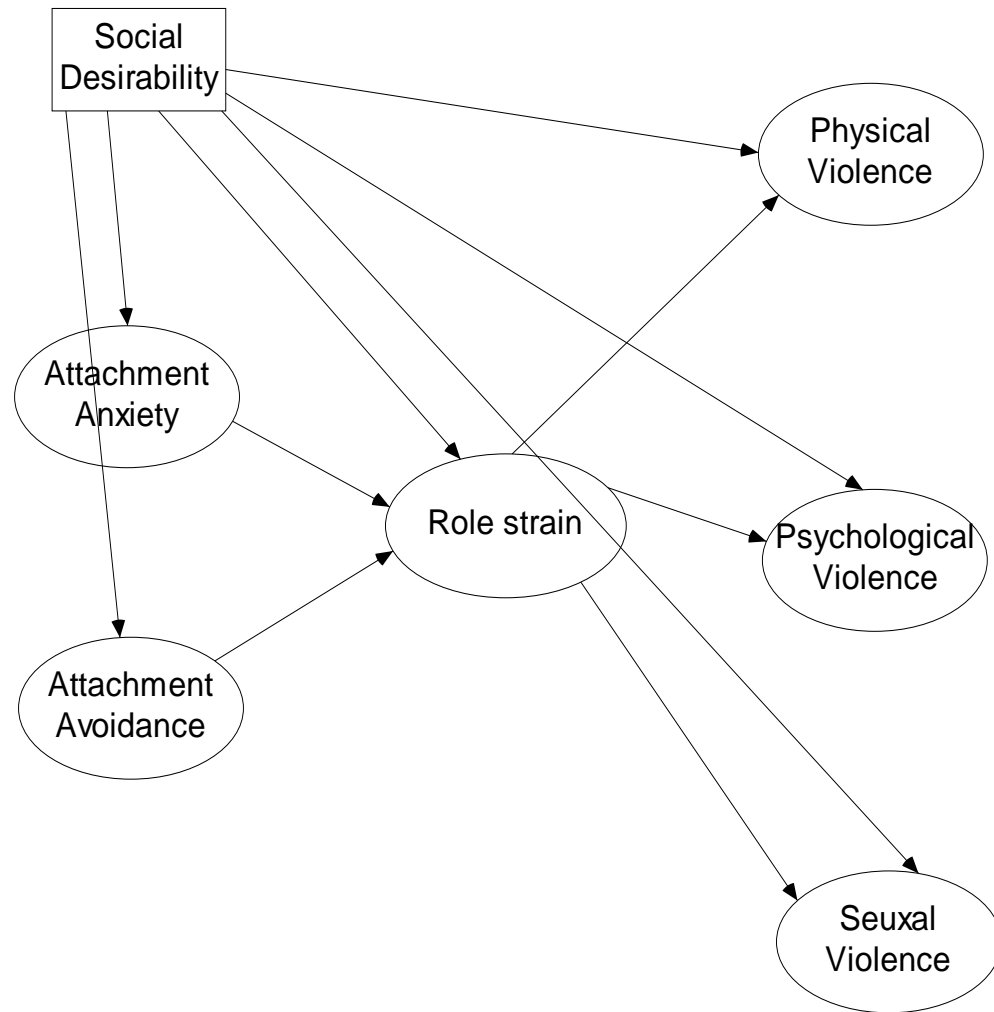 Social
Desirability
Physical
Violence
Attachment
Anxiety
Role strain
Psychological
Violence
Attachment
Avoidance
Seuxal
Violence